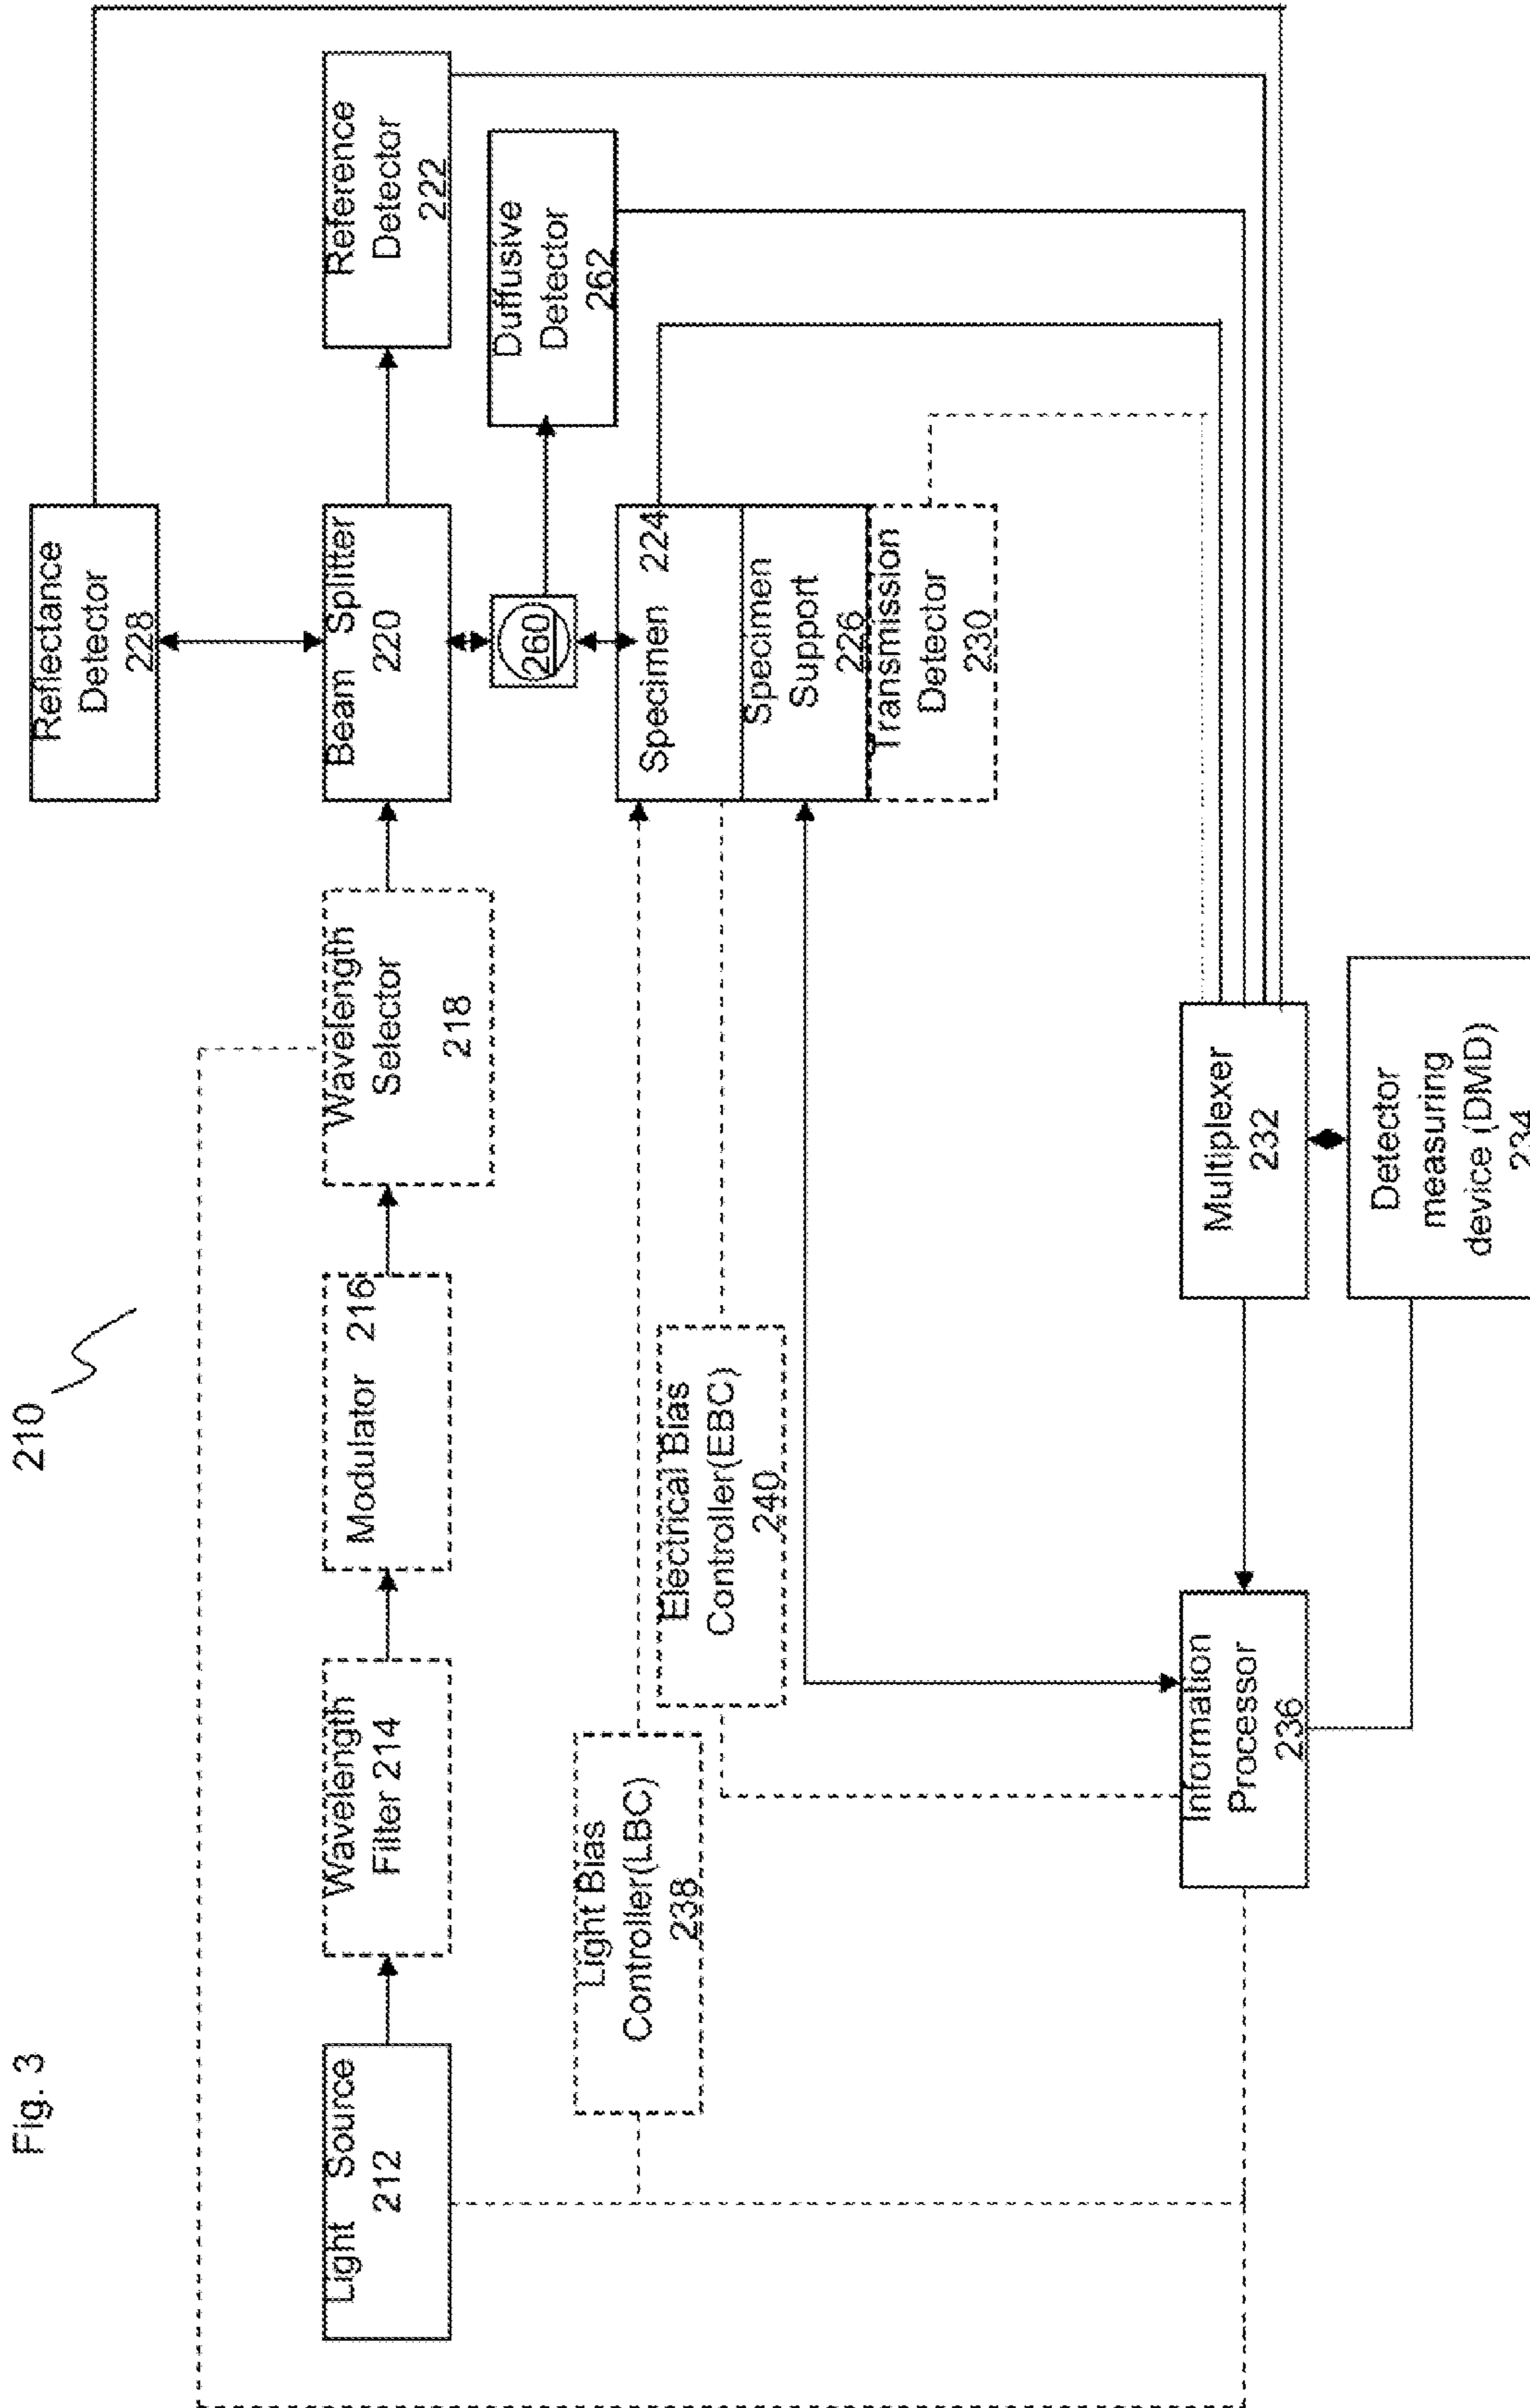 Fig. 3
210
Reflectance
Detector
228
Light Source
212
Wavelength
Filter 214
Modulator 216
Wavelength
Selector
218
Beam Splitter
220
Reference
Detector
222
260
Duffusive
Detector
262
Light Bias
Controller(LBC)
238
Electrical Bias
Controller(EBC)
240
Specimen 224
Specimen
Support
226
Transmission
Detector
230
Information
Processor
236
Multiplexer
232
Detector
measuring
device (DMD)
234